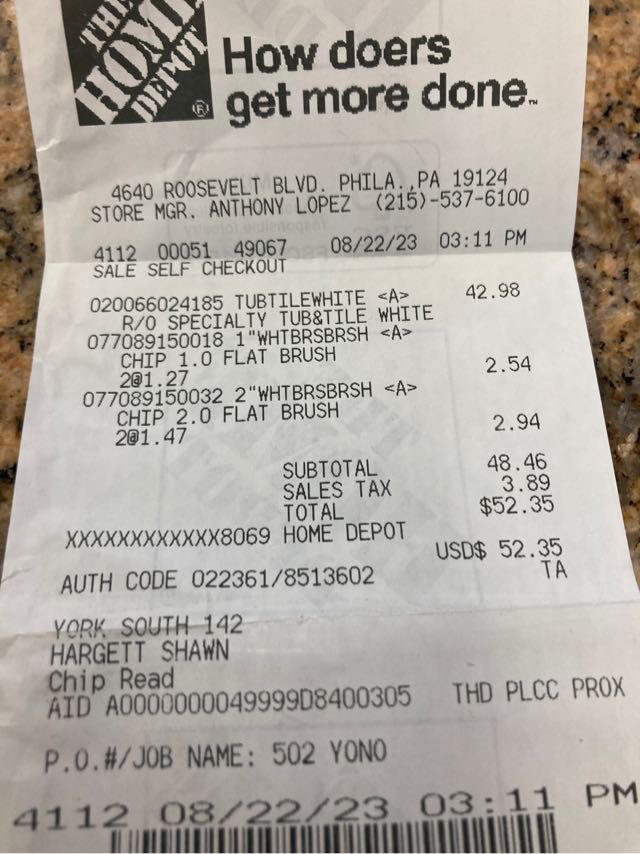 THE
HOME
DEPOT
®
How doers
get more done™
4640 ROOSEVELT BLVD. PHILA.,PA 19124
STORE MGR. ANTHONY LOPEZ (215)-537-6100
4112 00051 49067 08/22/23 03:11 PM
SALE SELF CHECKOUT
020066024185 TUBTILEWHITE <A> 42.98
R/O SPECIALTY TUB&TILE WHITE
077089150018 1"WHTBRSBRSH <A>
CHIP 1.0 FLAT BRUSH
2@1.27 2.54
077089150032 2"WHTBRSBRSH <A>
CHIP 2.0 FLAT BRUSH
2@1.47 2.94
SUBTOTAL 48.46
SALES TAX 3.89
TOTAL $52.35
XXXXXXXXXXXX8069 HOME DEPOT
USD$ 52.35
AUTH CODE 022361/8513602 TA
YORK SOUTH 142
HARGETT SHAWN
Chip Read
AID A0000000049999D8400305 THD PLCC PROX
P.O.#/JOB NAME: 502 YONO
4112 08/22/23 03:11 PM